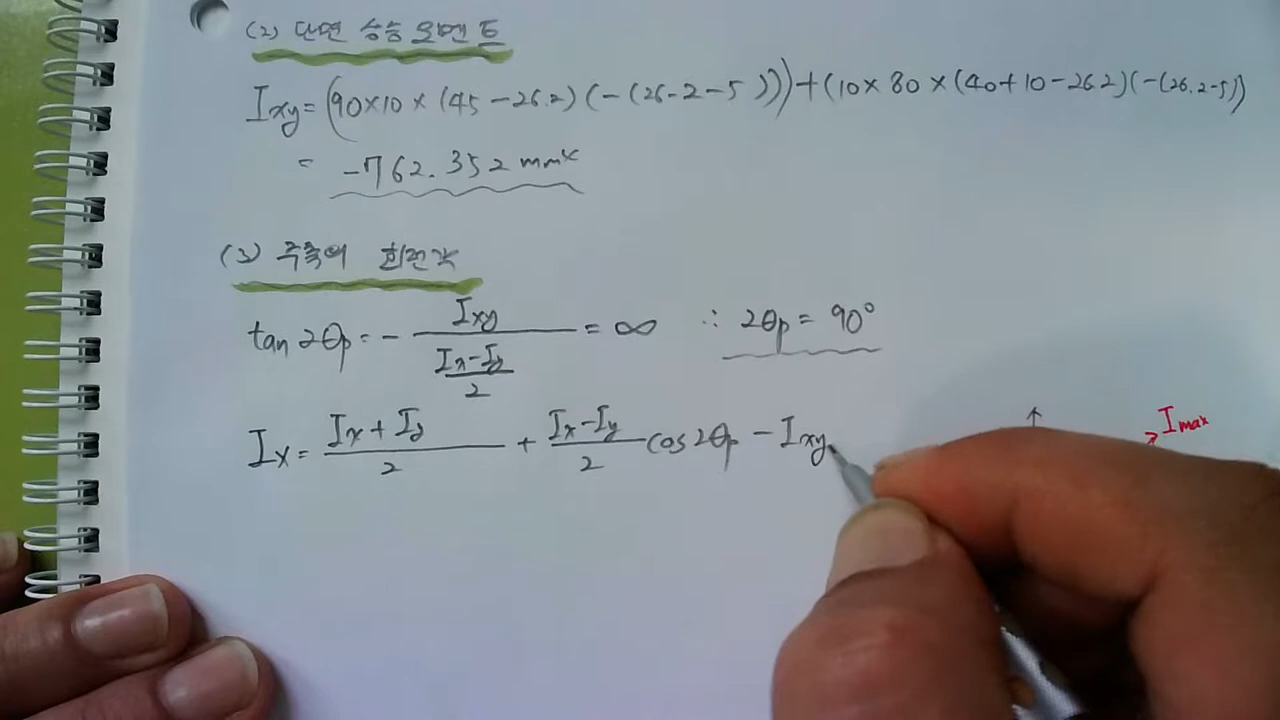 (2) 단면 상승 모멘트
Ixy = (90×10×(45-26.2)(-(26-2-5)))+(10×80×(40+10-26.2)(-(26.2-5))
= -762.352 mm⁴
(3) 주축의 회전각
tan 2θp = - Ixy / ((Ix-Iy)/2) = ∞ ∴ 2θp = 90°
Ix = (Ix+Iy)/2 + (Ix-Iy)/2 cos 2θp - Ixy
Imax